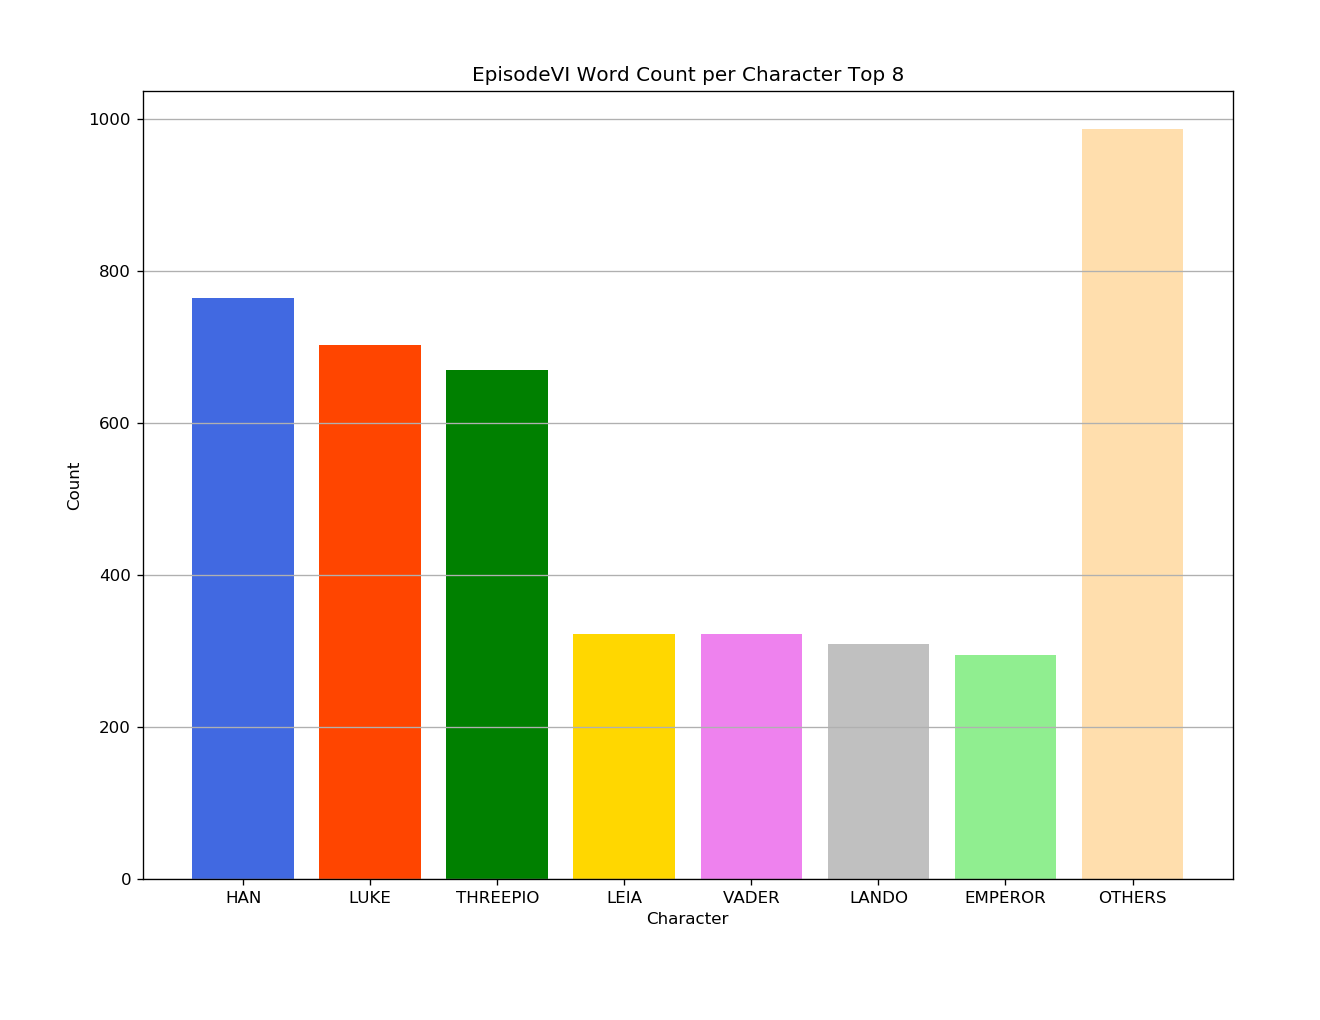 EpisodeVI Word Count per Character Top 8
1000
800
600
400
200
0
Count
HAN LUKE THREEPIO LEIA VADER LANDO EMPEROR OTHERS
Character